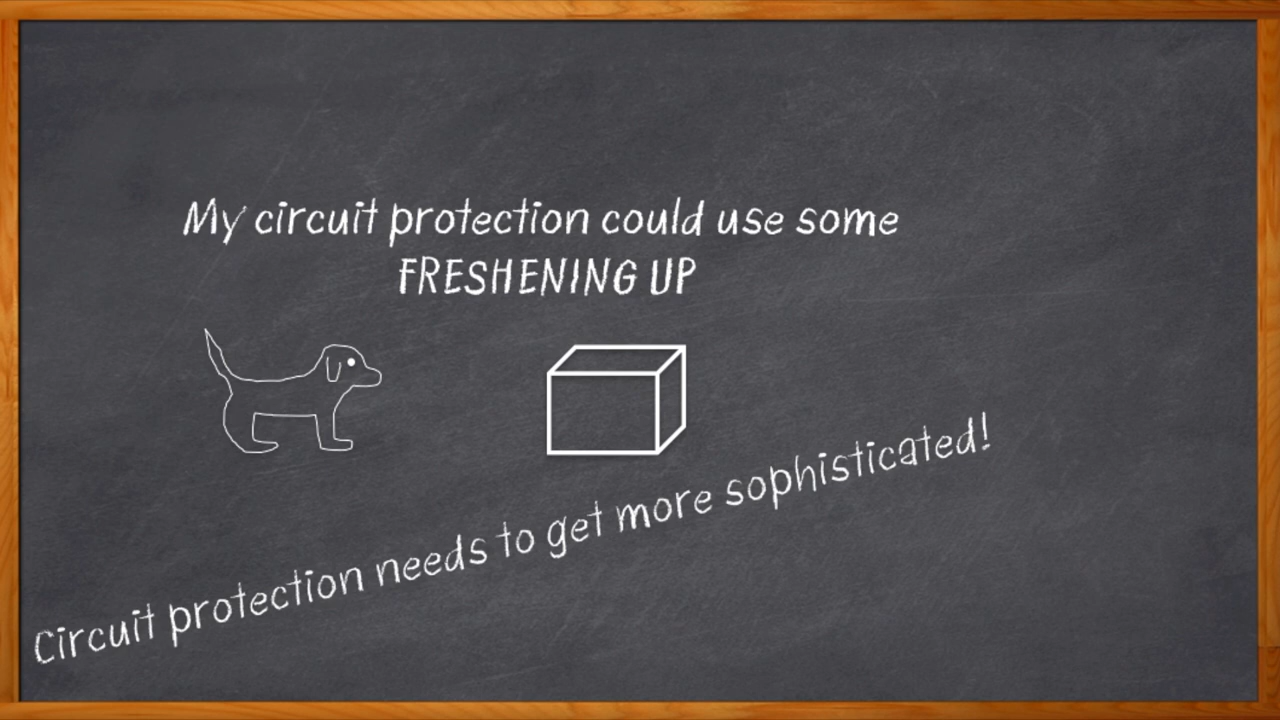 My circuit protection could use some
FRESHENING UP
Circuit protection needs to get more sophisticated!